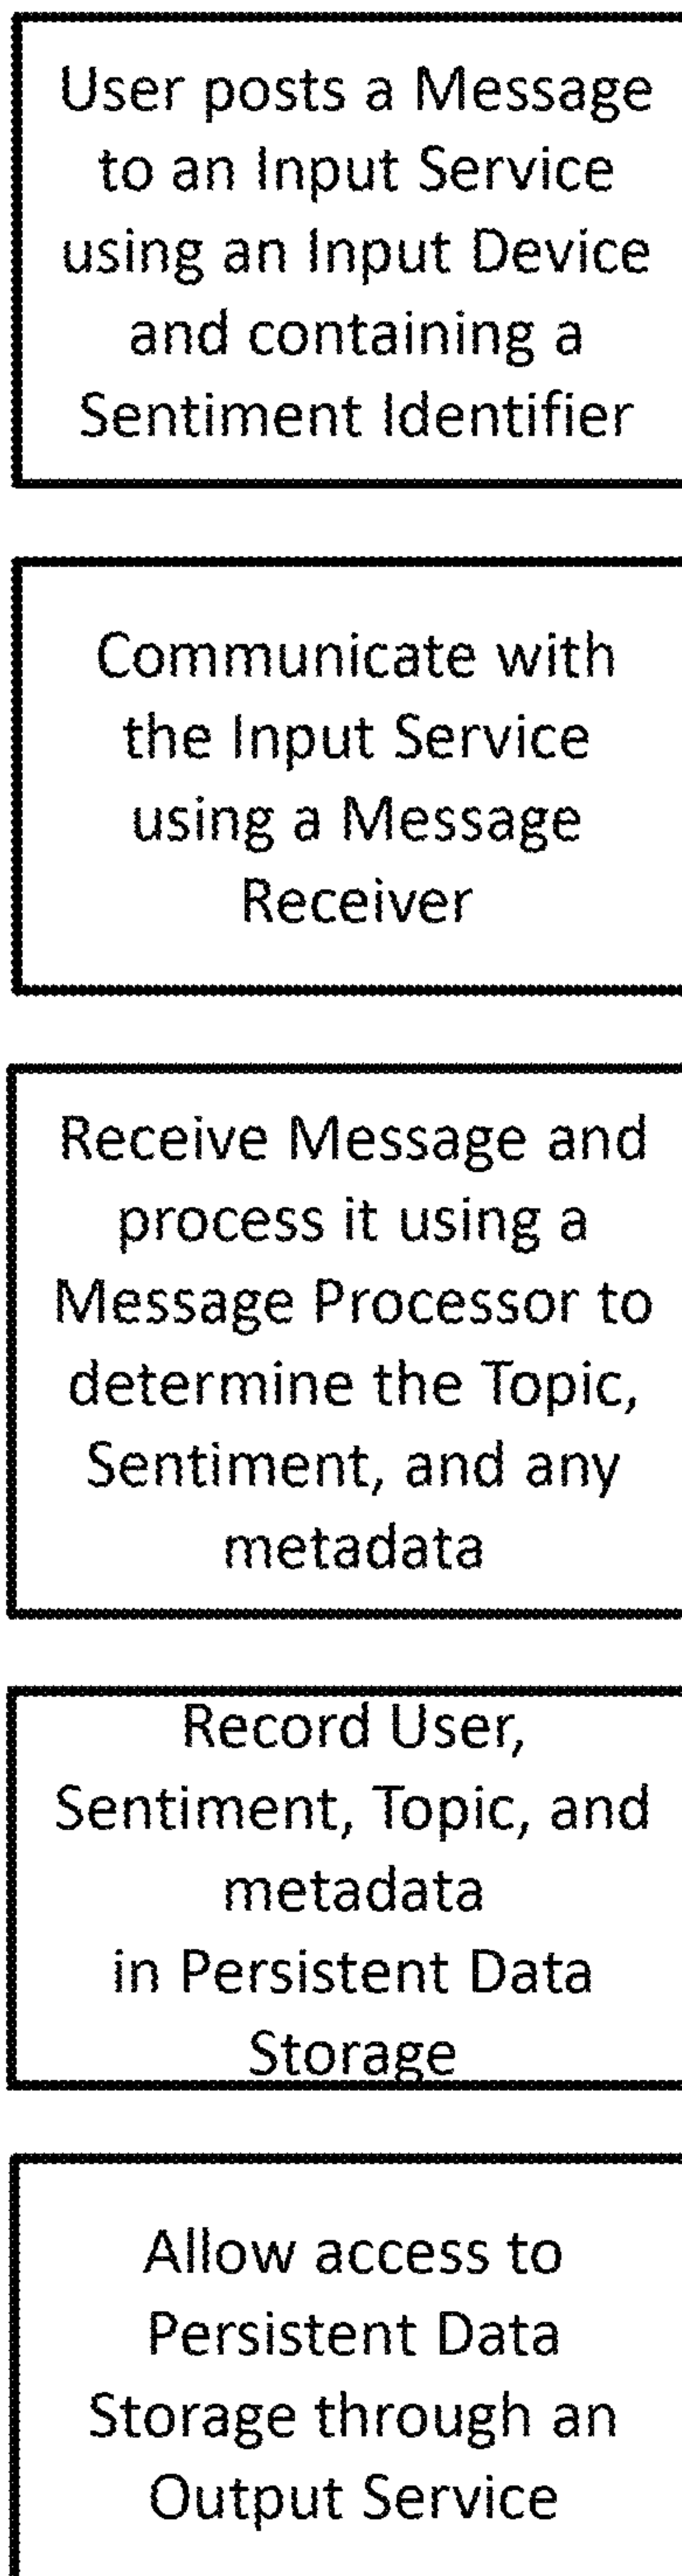 User posts a Message
to an Input Service
using an Input Device
and containing a
Sentiment Identifier
Communicate with
the Input Service
using a Message
Receiver
Receive Message and
process it using a
Message Processor to
determine the Topic,
Sentiment, and any
metadata
Record User,
Sentiment, Topic, and
metadata
in Persistent Data
Storage
Allow access to
Persistent Data
Storage through an
Output Service